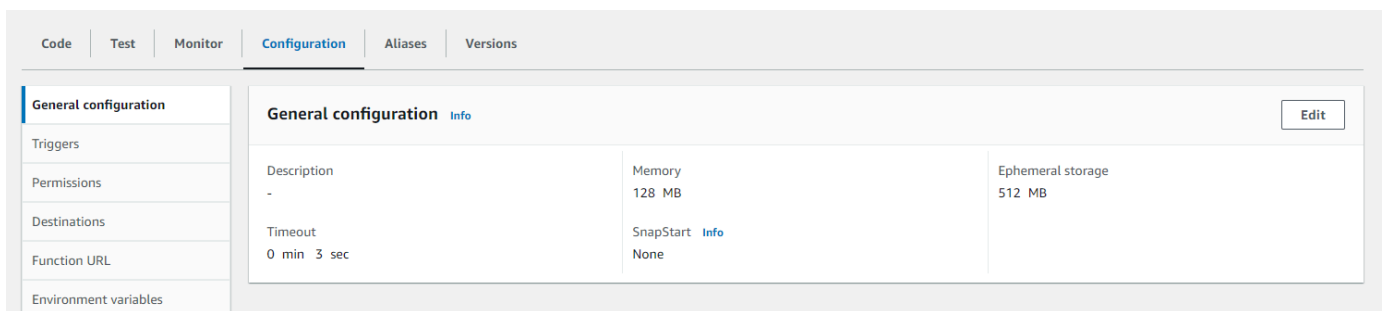 Code Test Monitor Configuration Aliases Versions
General configuration
Triggers
Permissions
Destinations
Function URL
Environment variables
General configuration Info Edit
Description
-
Timeout
0 min 3 sec
Memory
128 MB
SnapStart Info
None
Ephemeral storage
512 MB